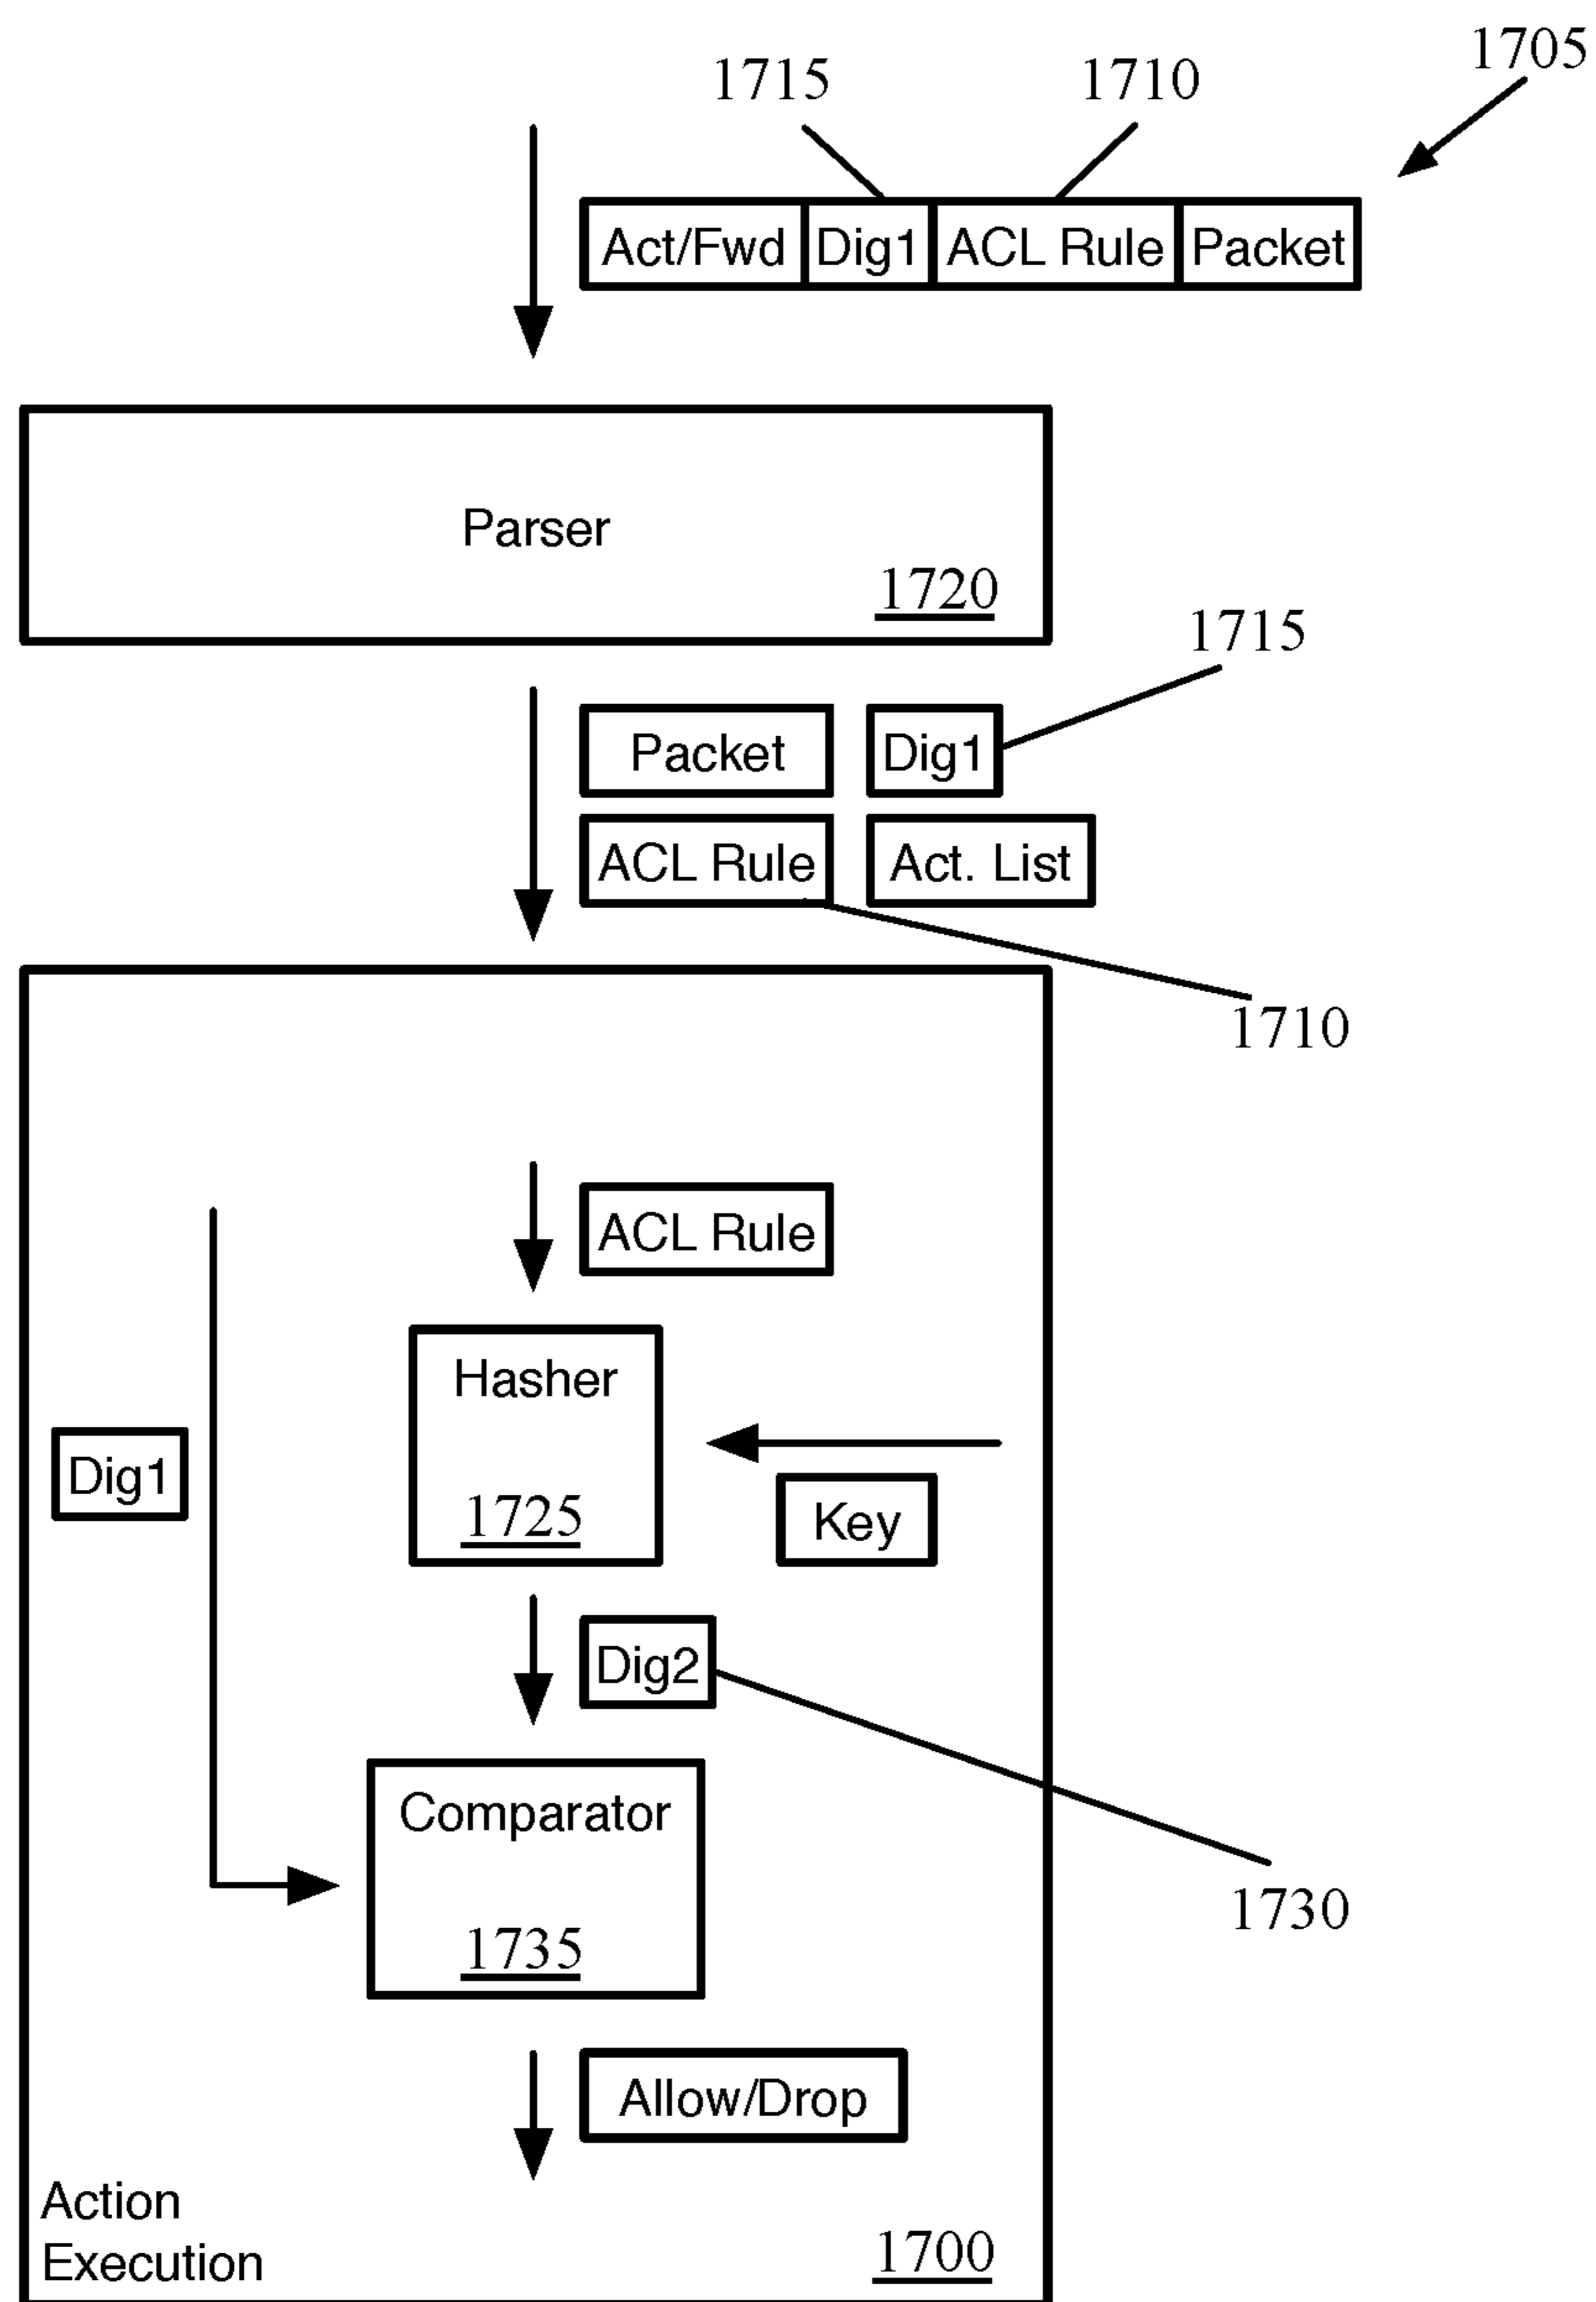 1705
1715 1710
Act/Fwd Dig1 ACL Rule Packet
Parser
1720
1715
Packet Dig1
ACL Rule Act. List
1710
ACL Rule
Hasher
1725
Dig1
Key
Dig2
Comparator
1735
1730
Allow/Drop
Action
Execution
1700